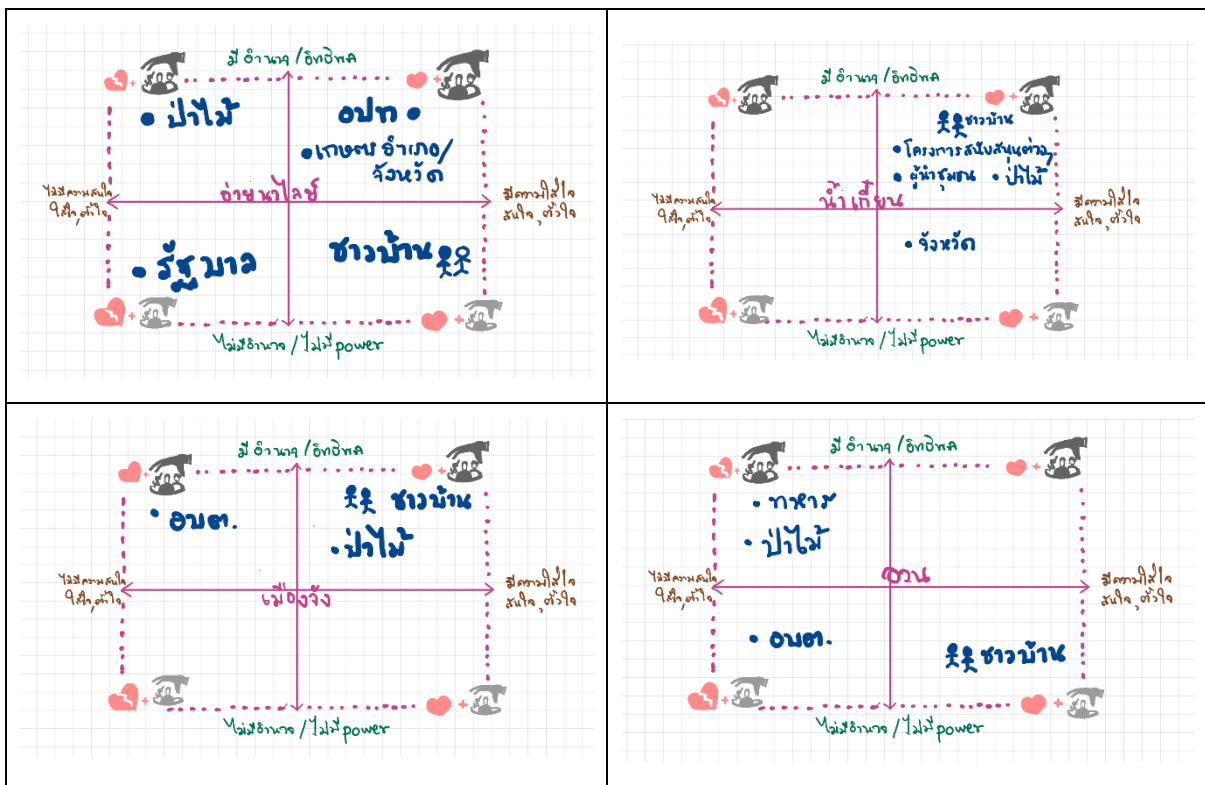 มีอำนาจ/อิทธิพล
ป่าไม้
อปท
เกษตรอำเภอ/
จังหวัด
ไม่มีความสนใจ
ใส่ใจ,ตั้งใจ
อ่ายนาไลย์
มีความใส่ใจ
สนใจ, ตั้งใจ
รัฐบาล
ชาวบ้าน
ไม่มีอำนาจ/ไม่มีpower
มีอำนาจ/อิทธิพล
ชาวบ้าน
โครงการสนับสนุนต่างๆ
ผู้นำชุมชน
ป่าไม้
ไม่มีความสนใจ
ใส่ใจ,ตั้งใจ
น้ำเกี๋ยน
มีความใส่ใจ
สนใจ, ตั้งใจ
จังหวัด
ไม่มีอำนาจ/ไม่มีpower
มีอำนาจ/อิทธิพล
อบต.
ชาวบ้าน
ป่าไม้
ไม่มีความสนใจ
ใส่ใจ,ตั้งใจ
เมืองจัง
มีความใส่ใจ
สนใจ, ตั้งใจ
ไม่มีอำนาจ/ไม่มีpower
มีอำนาจ/อิทธิพล
ทหาร
ป่าไม้
ไม่มีความสนใจ
ใส่ใจ,ตั้งใจ
อวน
มีความใส่ใจ
สนใจ, ตั้งใจ
อบต.
ชาวบ้าน
ไม่มีอำนาจ/ไม่มีpower